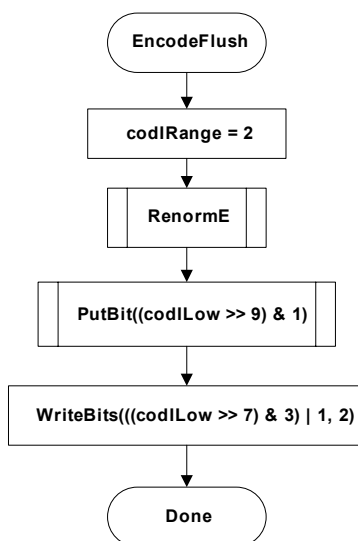 EncodeFlush
codIRange = 2
RenormE
PutBit((codILow >> 9) & 1)
WriteBits(((codILow >> 7) & 3) | 1, 2)
Done